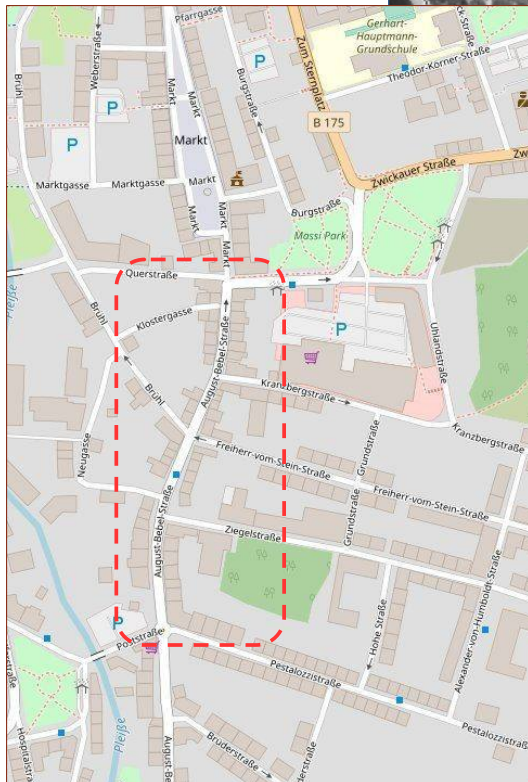 Pfarrgasse
Gerhart-
Hauptmann-
Grundschule
Zum Sternplatz
Theodor-Körner-Straße
Weberstraße
Brühl
P
Burgstraße
Markt
Markt
B 175
P
P
Markt
Zwickauer Straße
Marktgasse
Marktgasse
Markt
Burgstraße
Massi Park
Markt
Querstraße
Pleiße
Klostergasse
Brühl
P
Uhlandstraße
August-Bebel-Straße
Brühl
Kranzbergstraße
Kranzbergstraße
Neugasse
Grundstraße
Freiherr-vom-Stein-Straße
Freiherr-vom-Stein-Straße
August-Bebel-Straße
Ziegelstraße
Grundstraße
P
Poststraße
Hohe Straße
Alexander-von-Humboldt-Straße
Pestalozzistraße
Pestalozzistraße
Pleiße
Hospitalstraße
Bruderstraße
August-Be